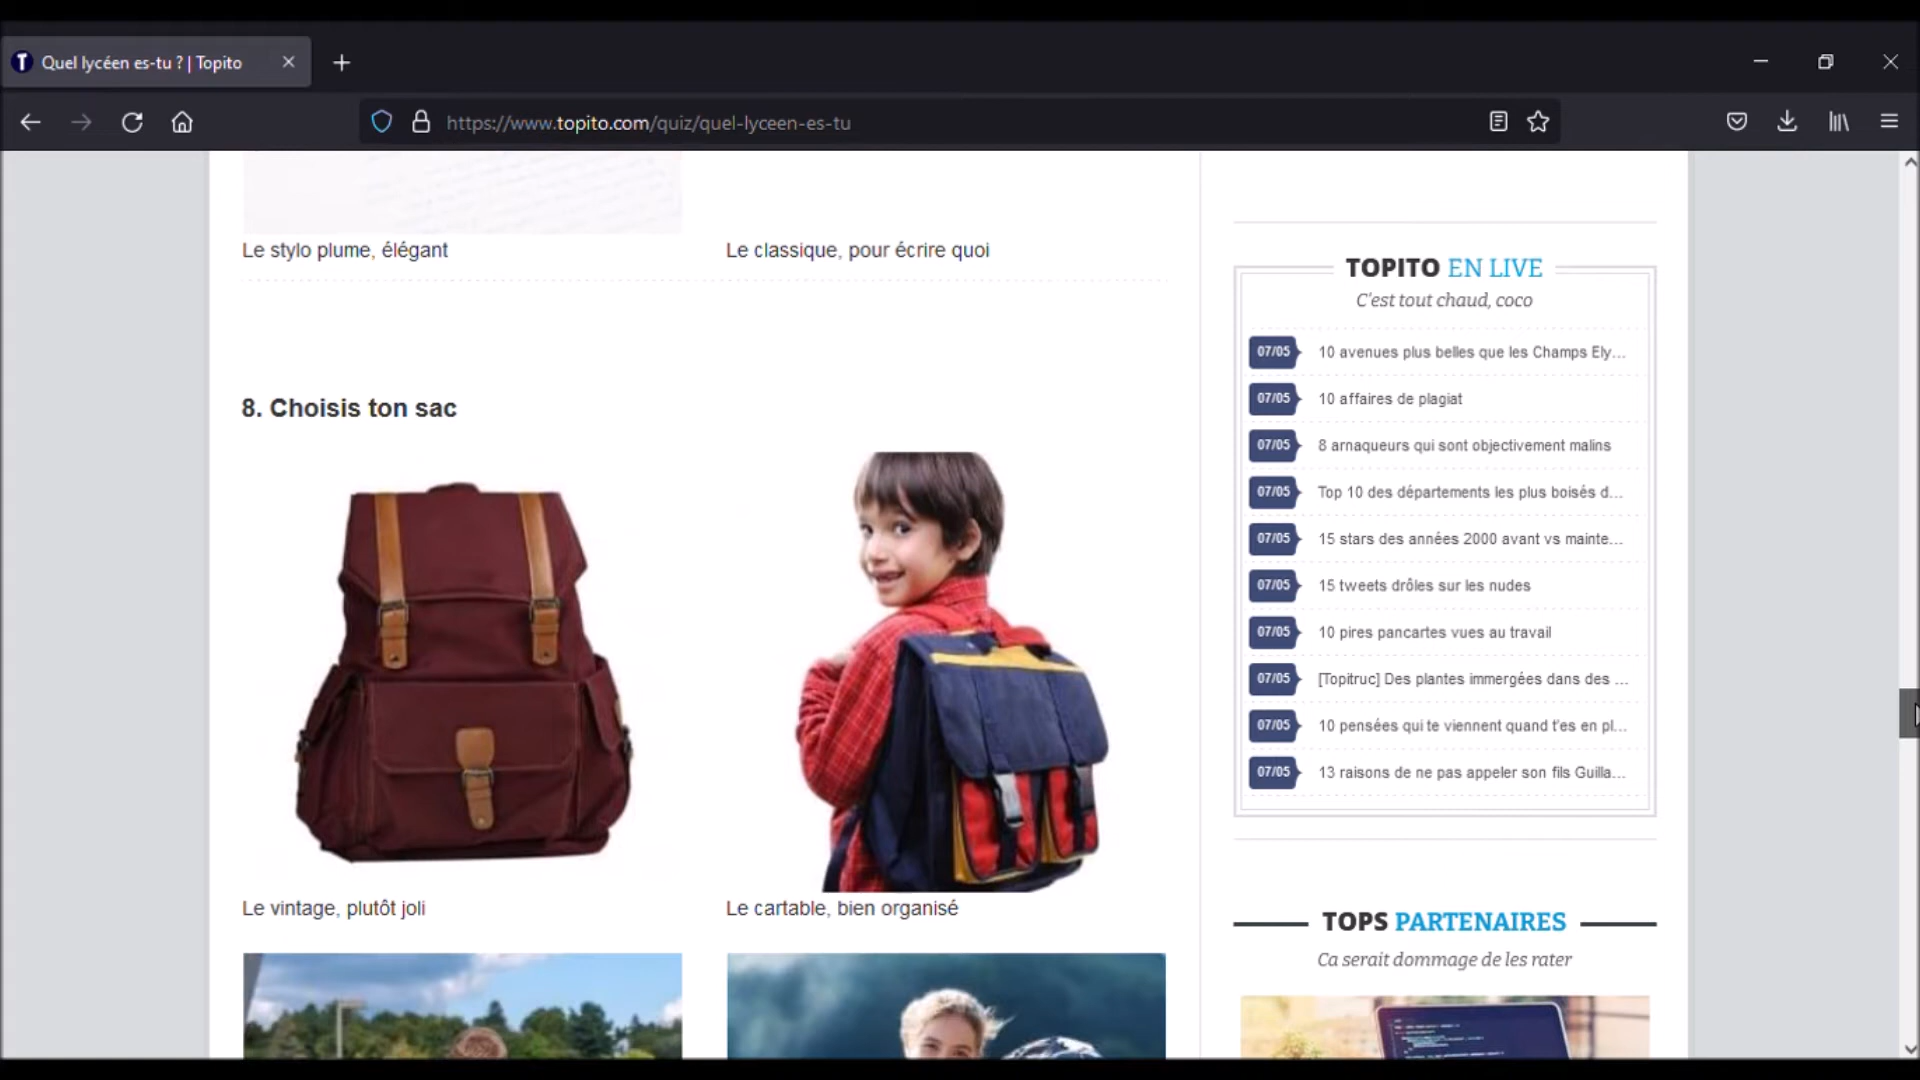 Quel lycéen es-tu ? | Topito
https://www.topito.com/quiz/quel-lyceen-es-tu
Le stylo plume, élégant
Le classique, pour écrire quoi
8. Choisis ton sac
Le vintage, plutôt joli
Le cartable, bien organisé
TOPITO EN LIVE
C'est tout chaud, coco
07/05 10 avenues plus belles que les Champs Ely...
07/05 10 affaires de plagiat
07/05 8 arnaqueurs qui sont objectivement malins
07/05 Top 10 des départements les plus boisés d...
07/05 15 stars des années 2000 avant vs mainte...
07/05 15 tweets drôles sur les nudes
07/05 10 pires pancartes vues au travail
07/05 [Topitruc] Des plantes immergées dans des ...
07/05 10 pensées qui te viennent quand t'es en pl...
07/05 13 raisons de ne pas appeler son fils Guilla...
TOPS PARTENAIRES
Ca serait dommage de les rater